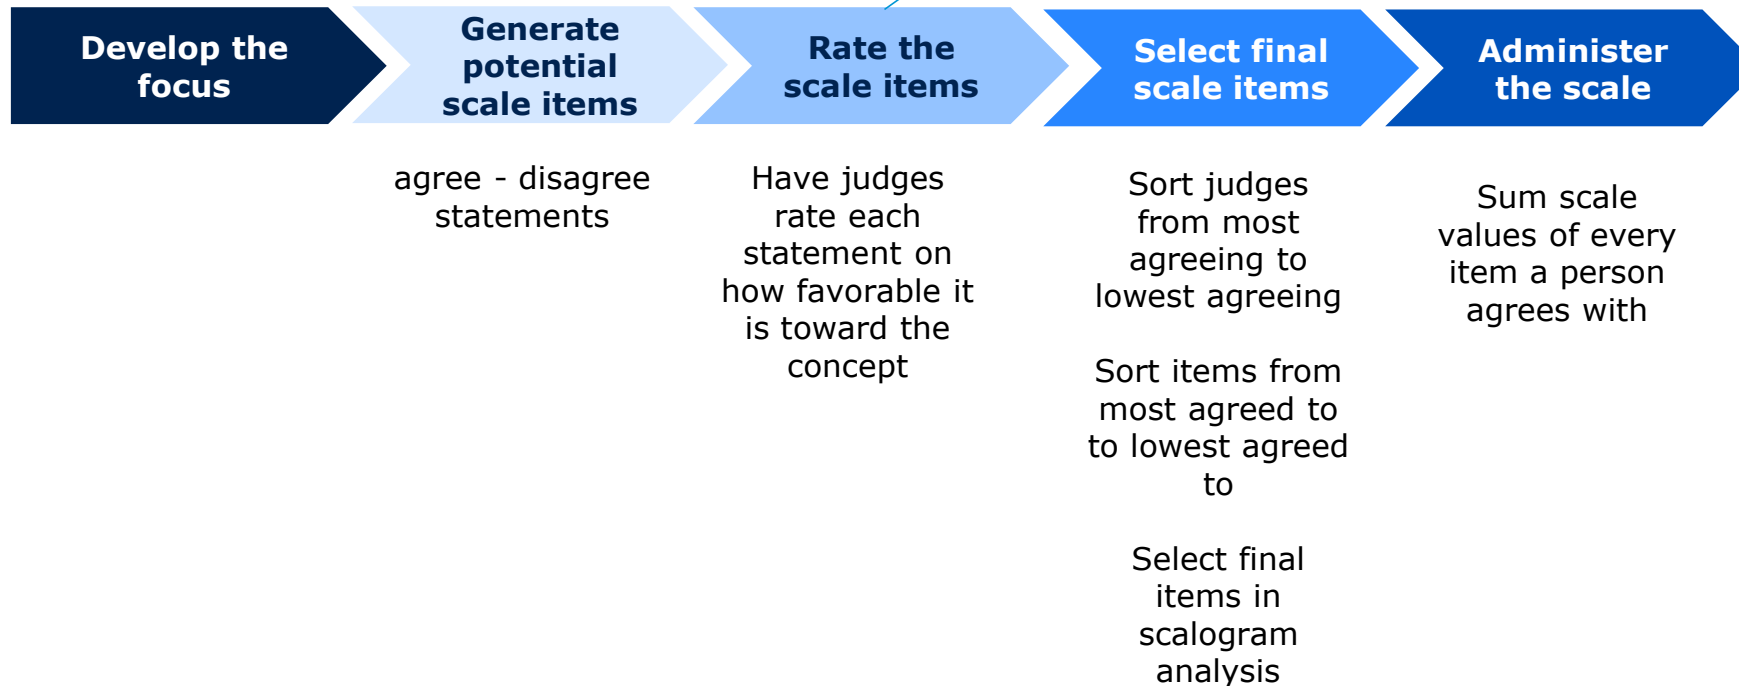 Develop the
focus
Generate
potential
scale items
Rate the
scale items
Select final
scale items
Administer
the scale
agree - disagree
statements
Have judges
rate each
statement on
how favorable it
is toward the
concept
Sort judges
from most
agreeing to
lowest agreeing
Sort items from
most agreed to
to lowest agreed
to
Select final
items in
scalogram
analysis
Sum scale
values of every
item a person
agrees with